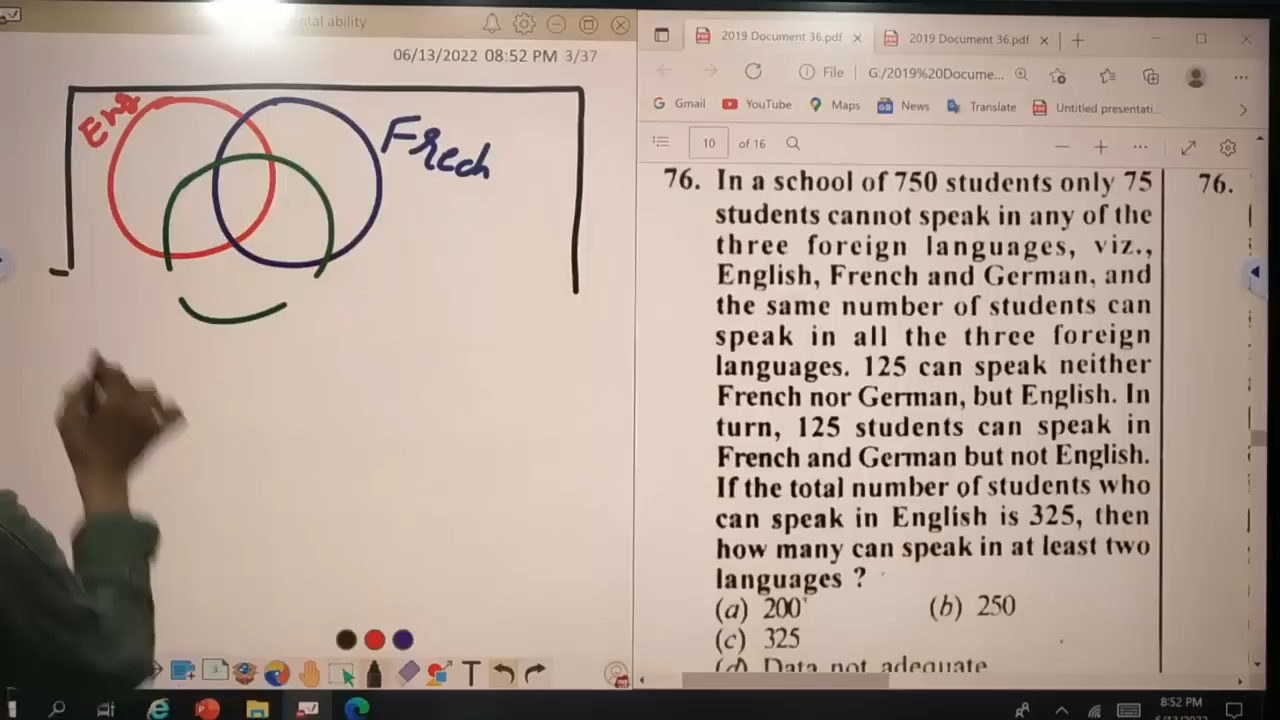 ntal ability
06/13/2022 08:52 PM 3/37
Eng
Frech
2019 Document 36.pdf
2019 Document 36.pdf
File
G:/2019%20Docume...
Gmail
YouTube
Maps
News
Translate
Untitled presentati...
10
of 16
76. In a school of 750 students only 75
students cannot speak in any of the
three foreign languages, viz.,
English, French and German, and
the same number of students can
speak in all the three foreign
languages. 125 can speak neither
French nor German, but English. In
turn, 125 students can speak in
French and German but not English.
If the total number of students who
can speak in English is 325, then
how many can speak in at least two
languages ?
(a) 200 (b) 250
(c) 325
(d) Data not adequate
76.
T
8:52 PM